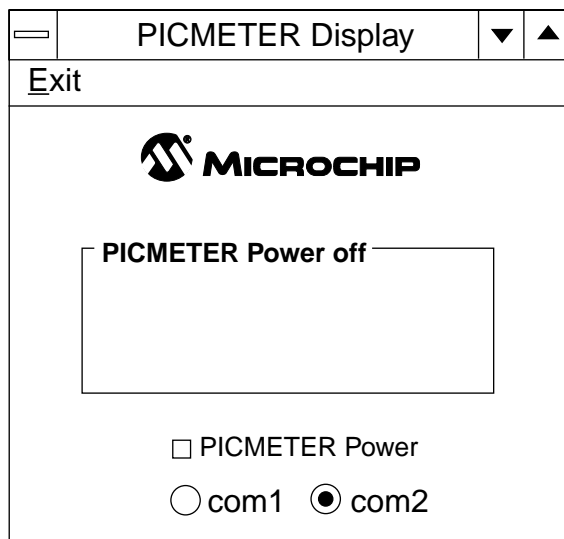 PICMETER Display
Exit
MICROCHIP
PICMETER Power off
PICMETER Power
com1 com2